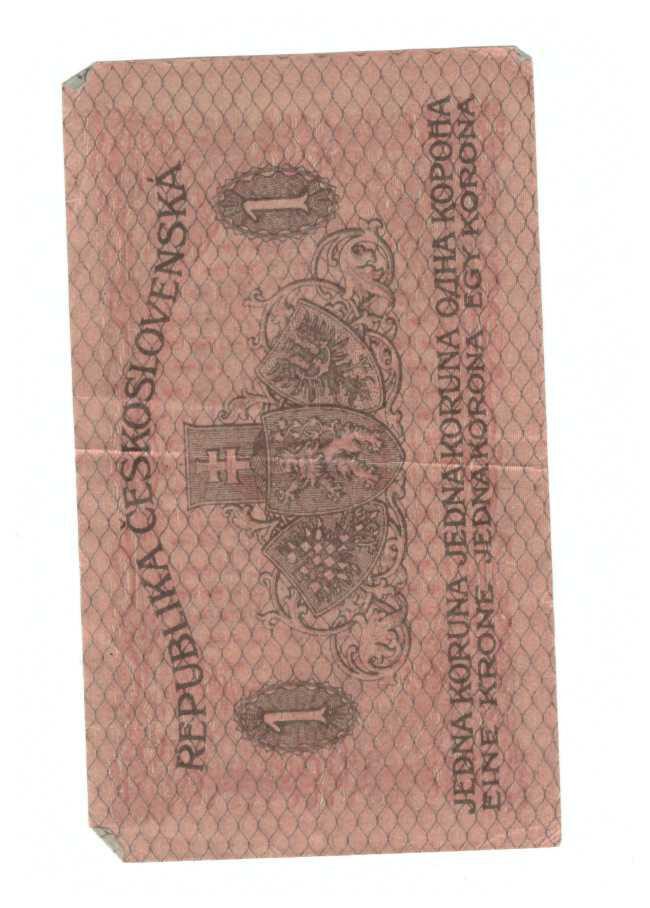 REPUBLIKA ČESKOSLOVENSKÁ
1
1
JEDNA KORUNA JEDNA KORUNA ОДНА КОРОНА
EINE KRONE JEDNA KORONA EGY KORONA